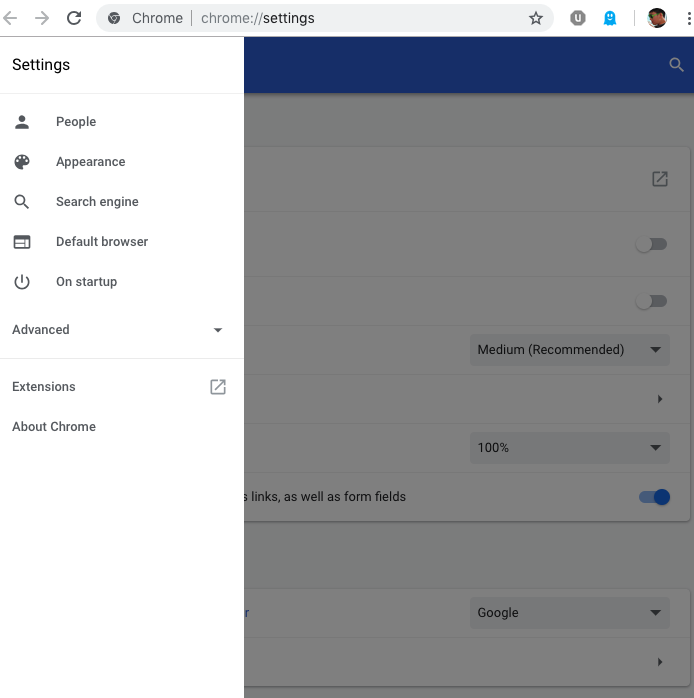 Chrome | chrome://settings
Settings
People
Appearance
Search engine
Default browser
On startup
Advanced
Extensions
About Chrome
Medium (Recommended)
100%
s links, as well as form fields
r
Google